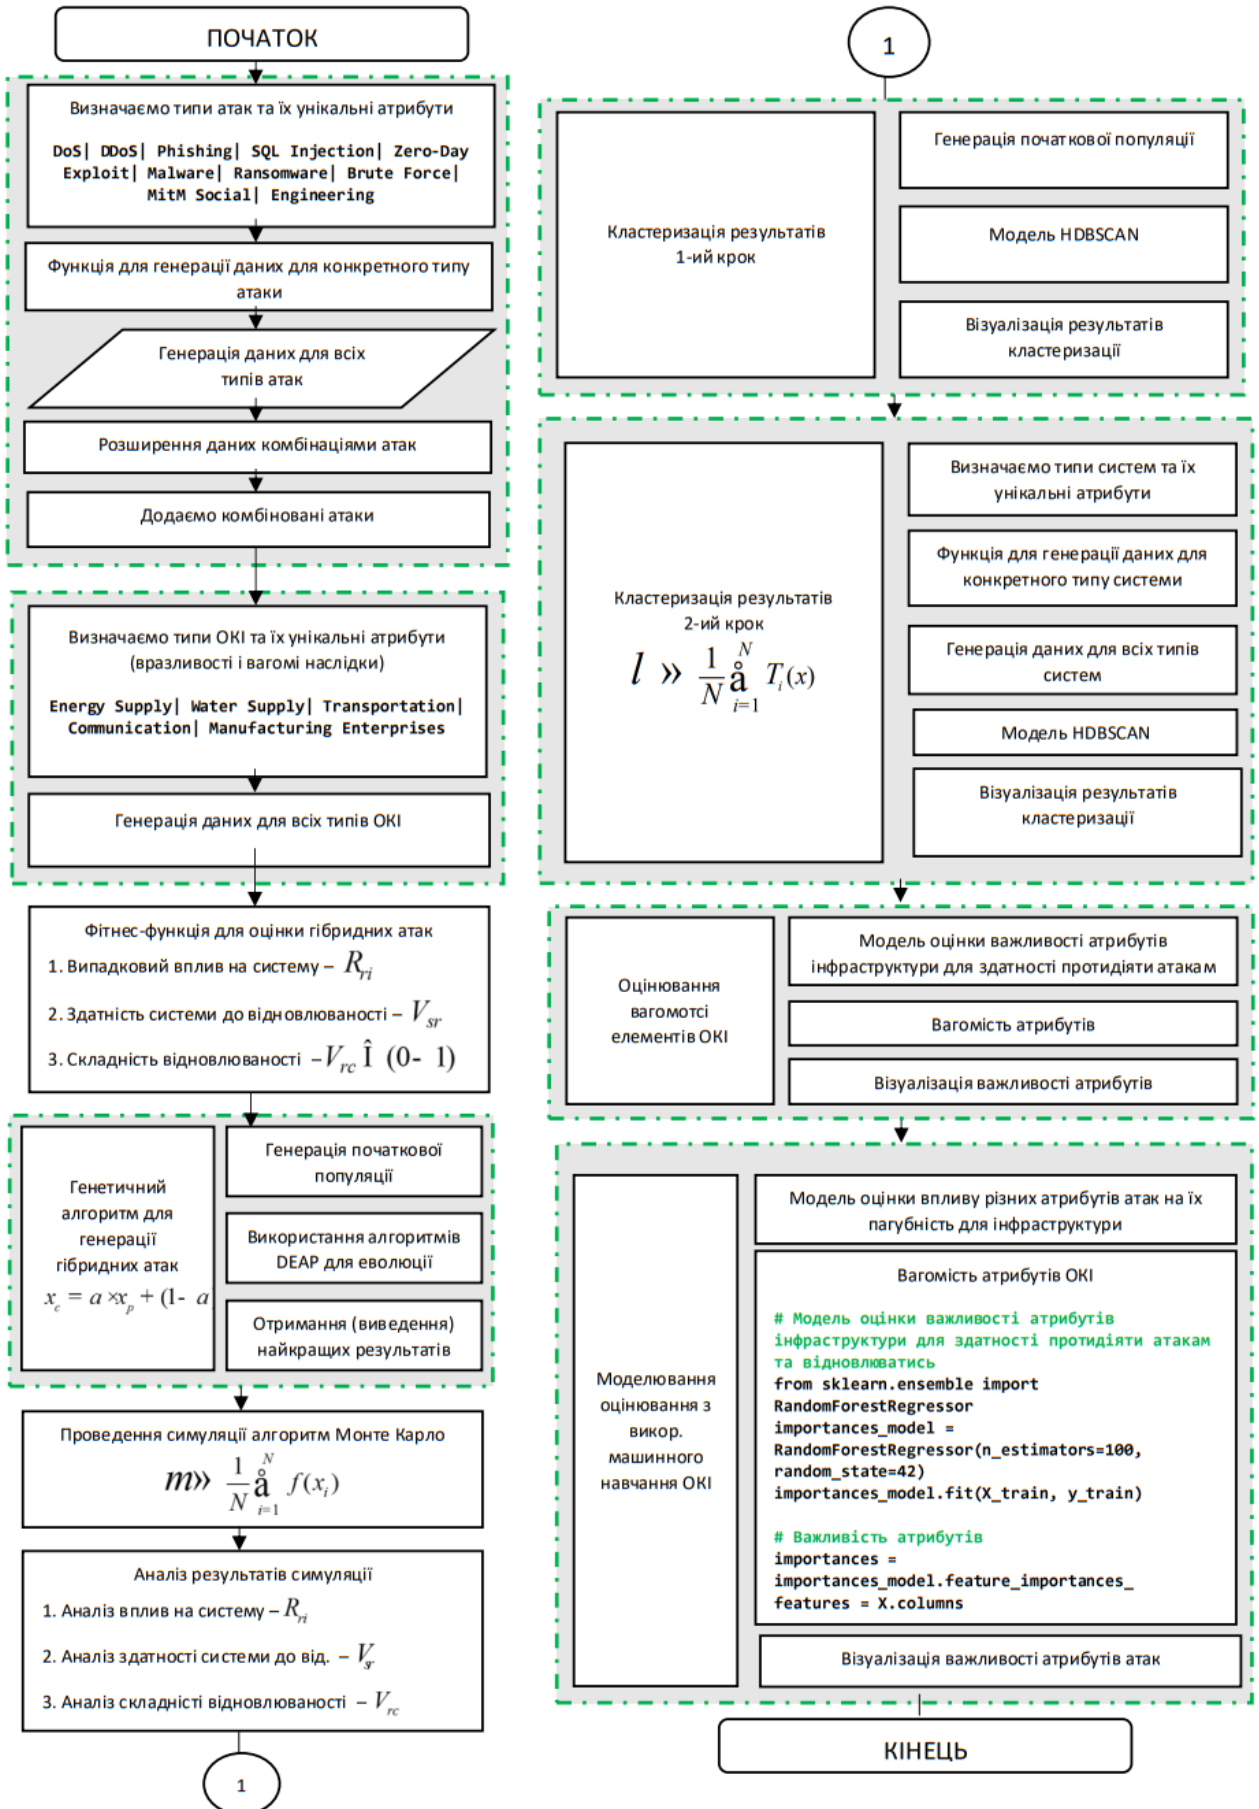 ПОЧАТОК
Визначаємо типи атак та їх унікальні атрибути
DoS| DDoS| Phishing| SQL Injection| Zero-Day
Exploit| Malware| Ransomware| Brute Force|
MitM Social| Engineering
Функція для генерації даних для конкретного типу
атаки
Генерація даних для всіх
типів атак
Розширення даних комбінаціями атак
Додаємо комбіновані атаки
Визначаємо типи ОКІ та їх унікальні атрибути
(вразливості і вагомі наслідки)
Energy Supply| Water Supply| Transportation|
Communication| Manufacturing Enterprises
Генерація даних для всіх типів ОКІ
Фітнес-функція для оцінки гібридних атак
1. Випадковий вплив на систему – R_ri
2. Здатність системи до відновлюваності – V_sr
3. Складність відновлюваності – V_rc Î (0- 1)
Генетичний
алгоритм для
генерації
гібридних атак
x_c = a ×x_p + (1- a
Генерація початкової
популяції
Використання алгоритмів
DEAP для еволюції
Отримання (виведення)
найкращих результатів
Проведення симуляції алгоритм Монте Карло
m» 1/N å_{i=1}^{N} f(x_i)
Аналіз результатів симуляції
1. Аналіз вплив на систему – R_ri
2. Аналіз здатності системи до від. – V_sr
3. Аналіз складністі відновлюваності – V_rc
1
1
Кластеризація результатів
1-ий крок
Генерація початкової популяції
Модель HDBSCAN
Візуалізація результатів
кластеризації
Кластеризація результатів
2-ий крок
l » 1/N å_{i=1}^{N} T_i(x)
Визначаємо типи систем та їх
унікальні атрибути
Функція для генерації даних для
конкретного типу системи
Генерація даних для всіх типів
систем
Модель HDBSCAN
Візуалізація результатів
кластеризації
Оцінювання
вагомотсі
елементів ОКІ
Модель оцінки важливості атрибутів
інфраструктури для здатності протидіяти атакам
Вагомість атрибутів
Візуалізація важливості атрибутів
Моделювання
оцінювання з
викор.
машинного
навчання ОКІ
Модель оцінки впливу різних атрибутів атак на їх
пагубність для інфраструктури
Вагомість атрибутів ОКІ
# Модель оцінки важливості атрибутів
інфраструктури для здатності протидіяти атакам
та відновлюватись
from sklearn.ensemble import
RandomForestRegressor
importances_model =
RandomForestRegressor(n_estimators=100,
random_state=42)
importances_model.fit(X_train, y_train)
# Важливість атрибутів
importances =
importances_model.feature_importances_
features = X.columns
Візуалізація важливості атрибутів атак
КІНЕЦЬ